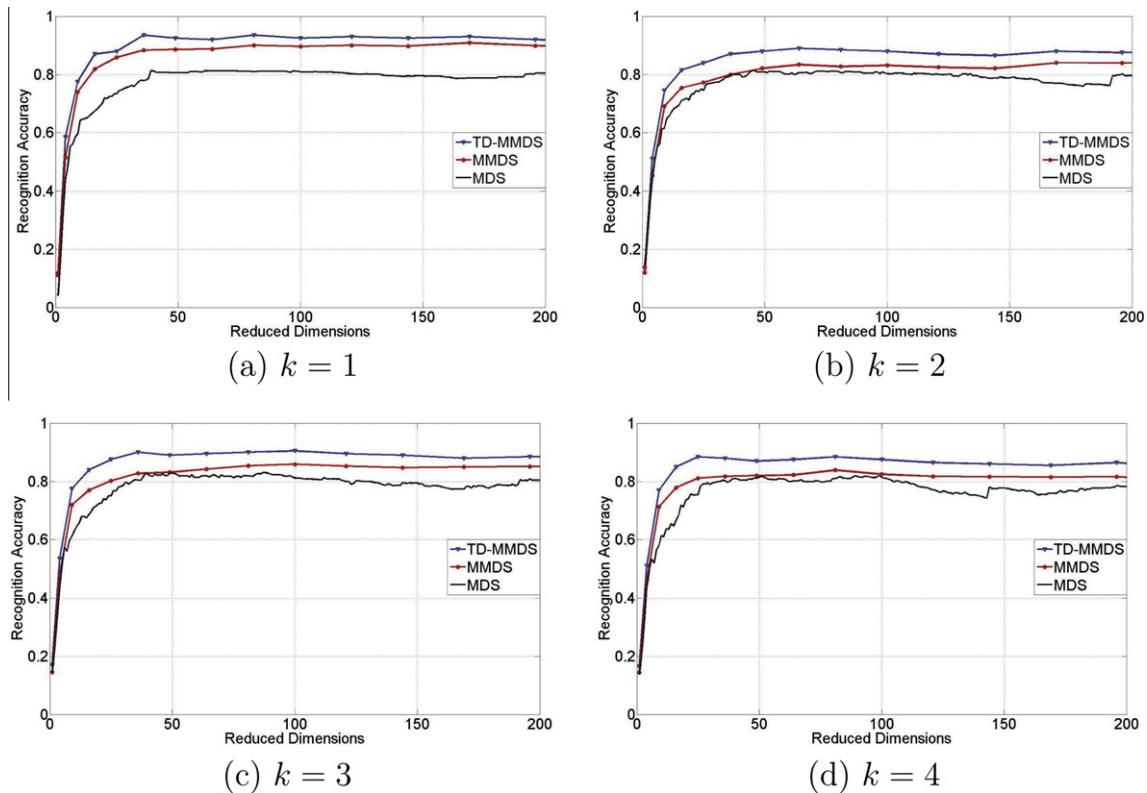 1
0.8
0.6
0.4
0.2
0
Recognition Accuracy
TD-MMDS
MMDS
MDS
0 50 100 150 200
Reduced Dimensions
(a) k = 1
1
0.8
0.6
0.4
0.2
0
Recognition Accuracy
TD-MMDS
MMDS
MDS
0 50 100 150 200
Reduced Dimensions
(b) k = 2
1
0.8
0.6
0.4
0.2
0
Recognition Accuracy
TD-MMDS
MMDS
MDS
0 50 100 150 200
Reduced Dimensions
(c) k = 3
1
0.8
0.6
0.4
0.2
0
Recognition Accuracy
TD-MMDS
MMDS
MDS
0 50 100 150 200
Reduced Dimensions
(d) k = 4